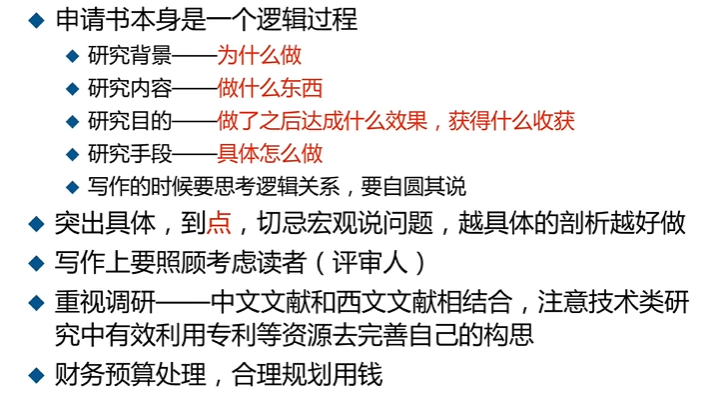 申请书本身是一个逻辑过程
研究背景——为什么做
研究内容——做什么东西
研究目的——做了之后达成什么效果，获得什么收获
研究手段——具体怎么做
写作的时候要思考逻辑关系，要自圆其说
突出具体，到点，切忌宏观说问题，越具体的剖析越好做
写作上要照顾考虑读者（评审人）
重视调研——中文文献和西文文献相结合，注意技术类研
究中有效利用专利等资源去完善自己的构思
财务预算处理，合理规划用钱